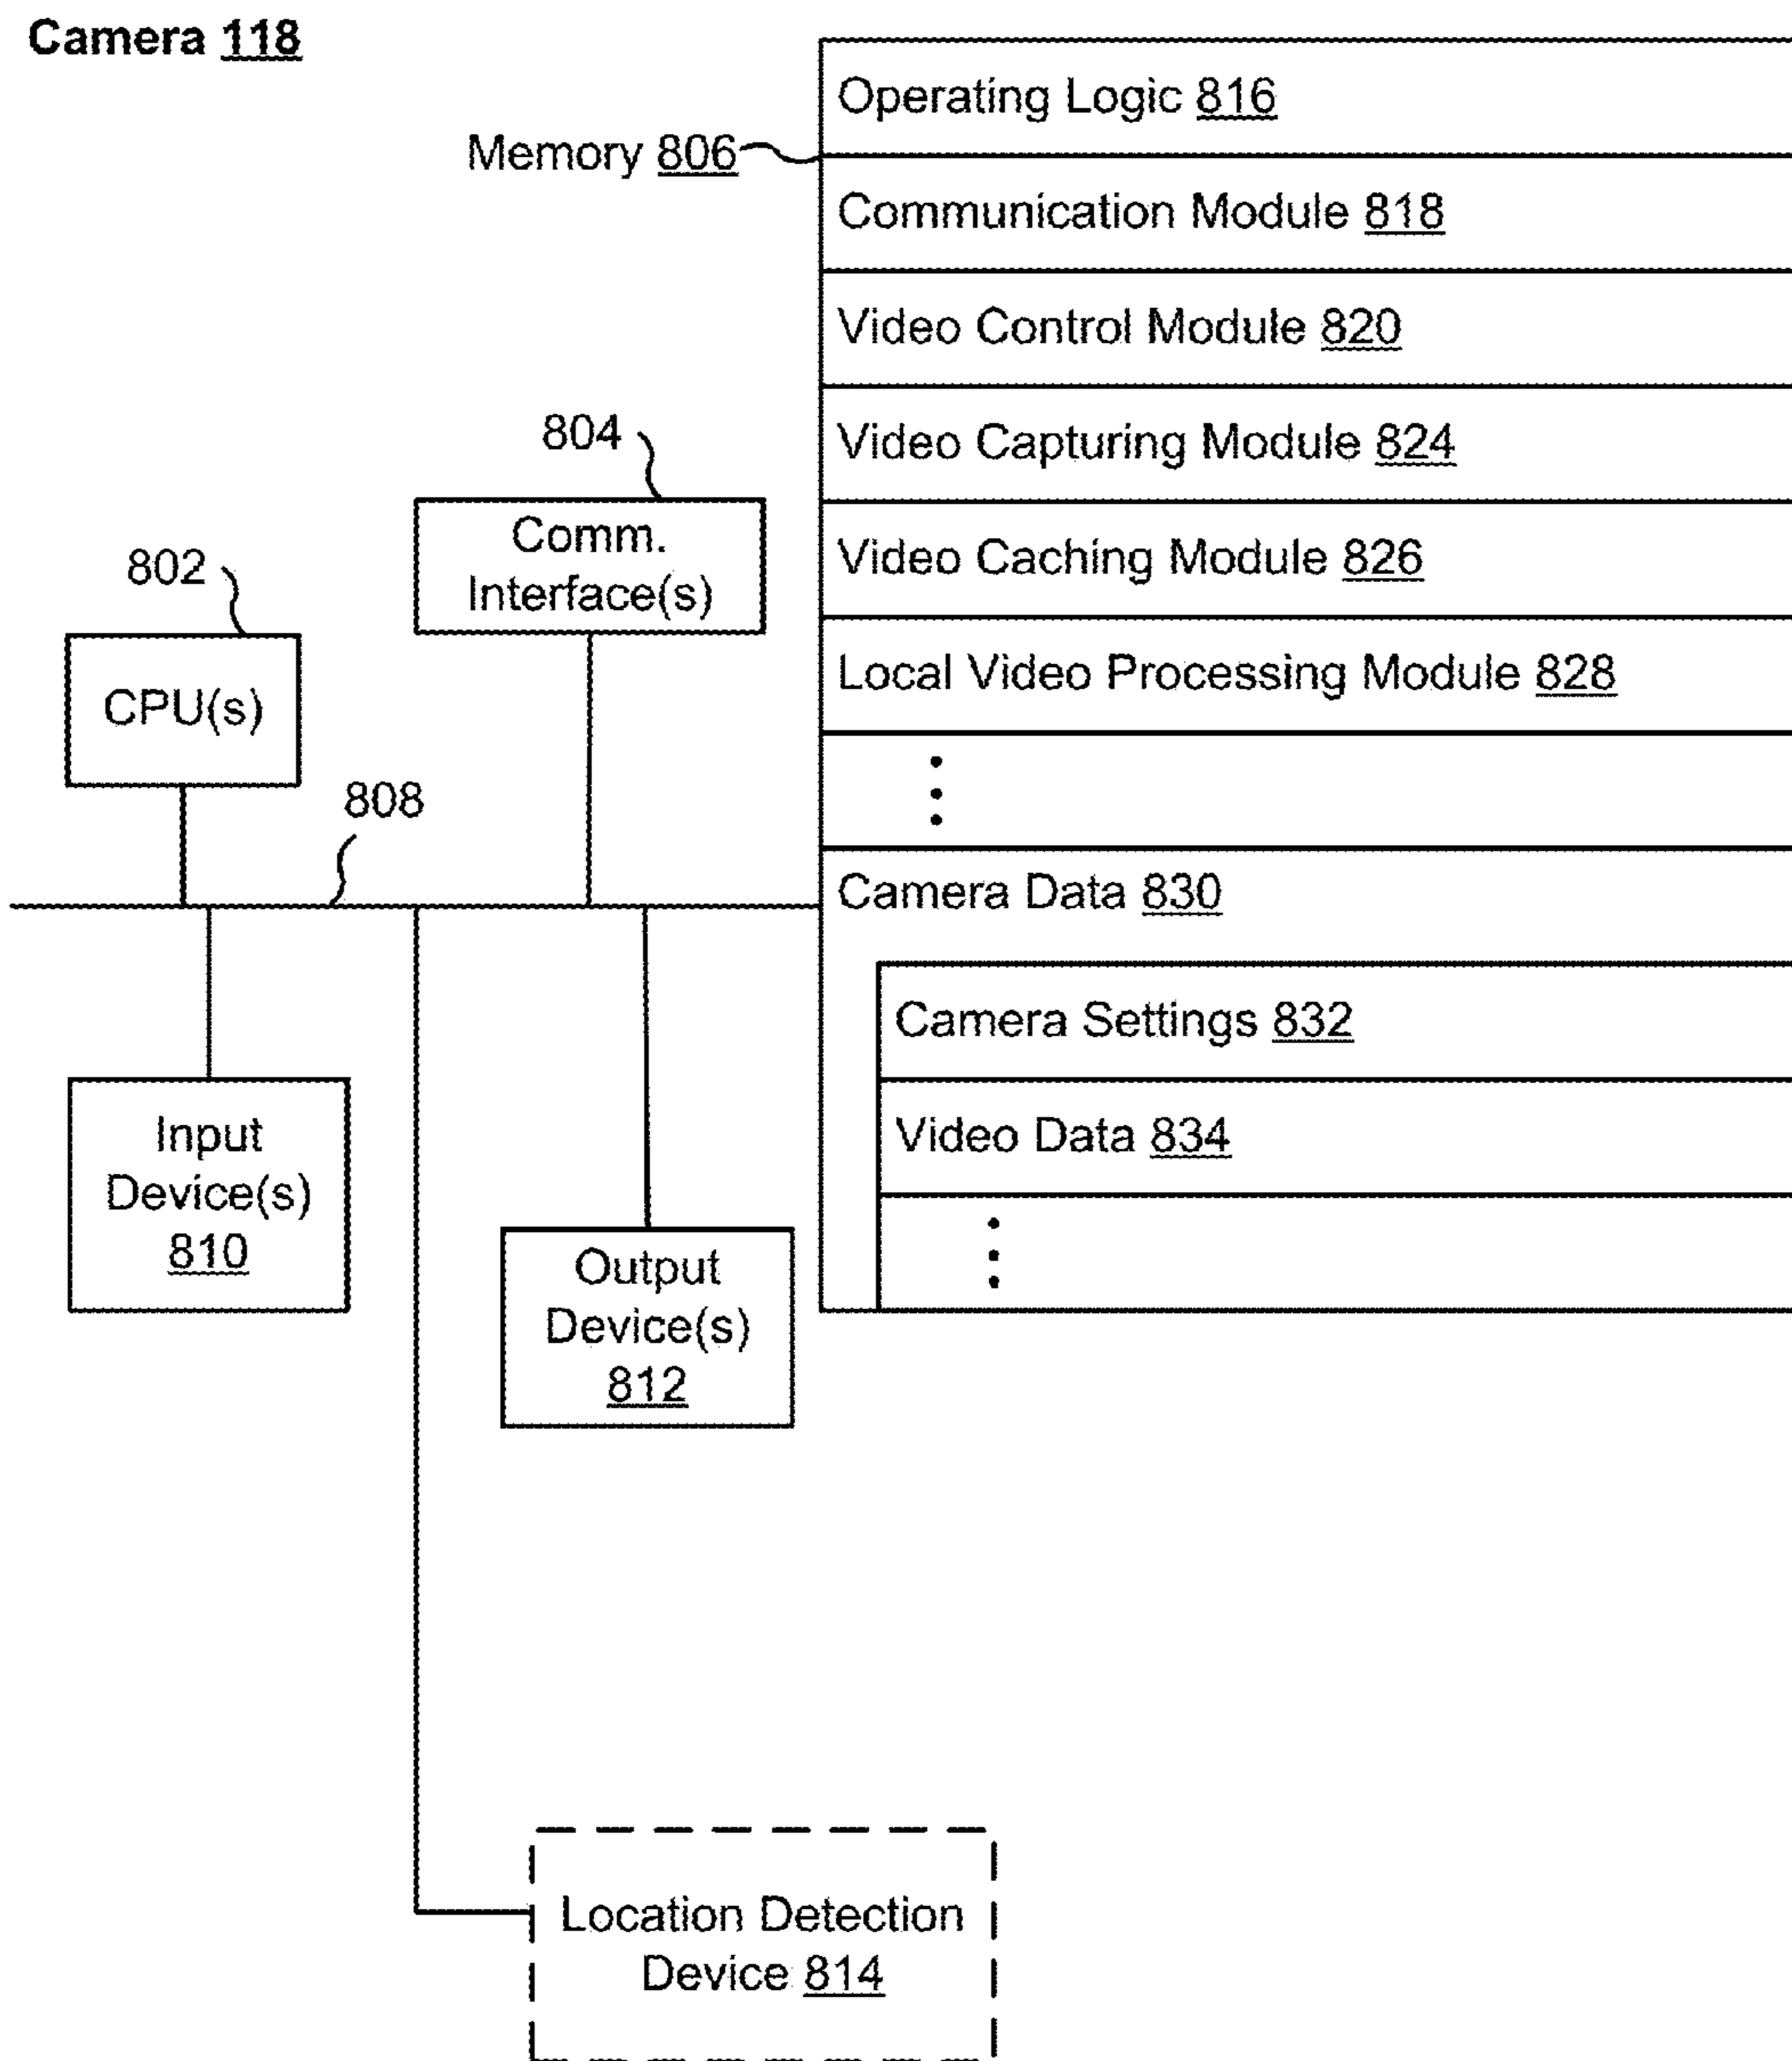 Camera 118
Operating Logic 816
Memory 806
Communication Module 818
Video Control Module 820
Video Capturing Module 824
Video Caching Module 826
Local Video Processing Module 828
804
Comm.
Interface(s)
802
CPU(s)
808
Camera Data 830
Camera Settings 832
Video Data 834
Input
Device(s)
810
Output
Device(s)
812
Location Detection
Device 814